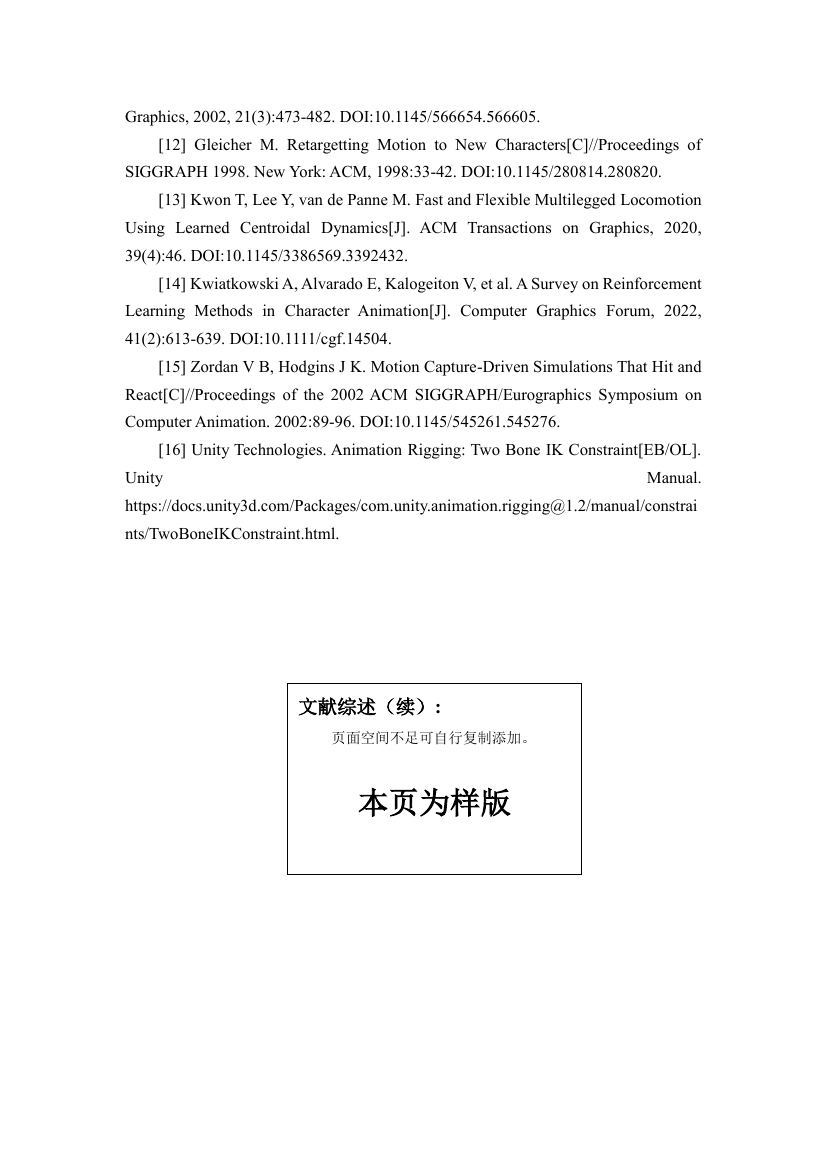 Graphics, 2002, 21(3):473-482. DOI:10.1145/566654.566605.
[12] Gleicher M. Retargetting Motion to New Characters[C]//Proceedings of
SIGGRAPH 1998. New York: ACM, 1998:33-42. DOI:10.1145/280814.280820.
[13] Kwon T, Lee Y, van de Panne M. Fast and Flexible Multilegged Locomotion
Using Learned Centroidal Dynamics[J]. ACM Transactions on Graphics, 2020,
39(4):46. DOI:10.1145/3386569.3392432.
[14] Kwiatkowski A, Alvarado E, Kalogeiton V, et al. A Survey on Reinforcement
Learning Methods in Character Animation[J]. Computer Graphics Forum, 2022,
41(2):613-639. DOI:10.1111/cgf.14504.
[15] Zordan V B, Hodgins J K. Motion Capture-Driven Simulations That Hit and
React[C]//Proceedings of the 2002 ACM SIGGRAPH/Eurographics Symposium on
Computer Animation. 2002:89-96. DOI:10.1145/545261.545276.
[16] Unity Technologies. Animation Rigging: Two Bone IK Constraint[EB/OL].
Unity Manual.
https://docs.unity3d.com/Packages/com.unity.animation.rigging@1.2/manual/constrai
nts/TwoBoneIKConstraint.html.
文献综述（续）:
页面空间不足可自行复制添加。
本页为样版